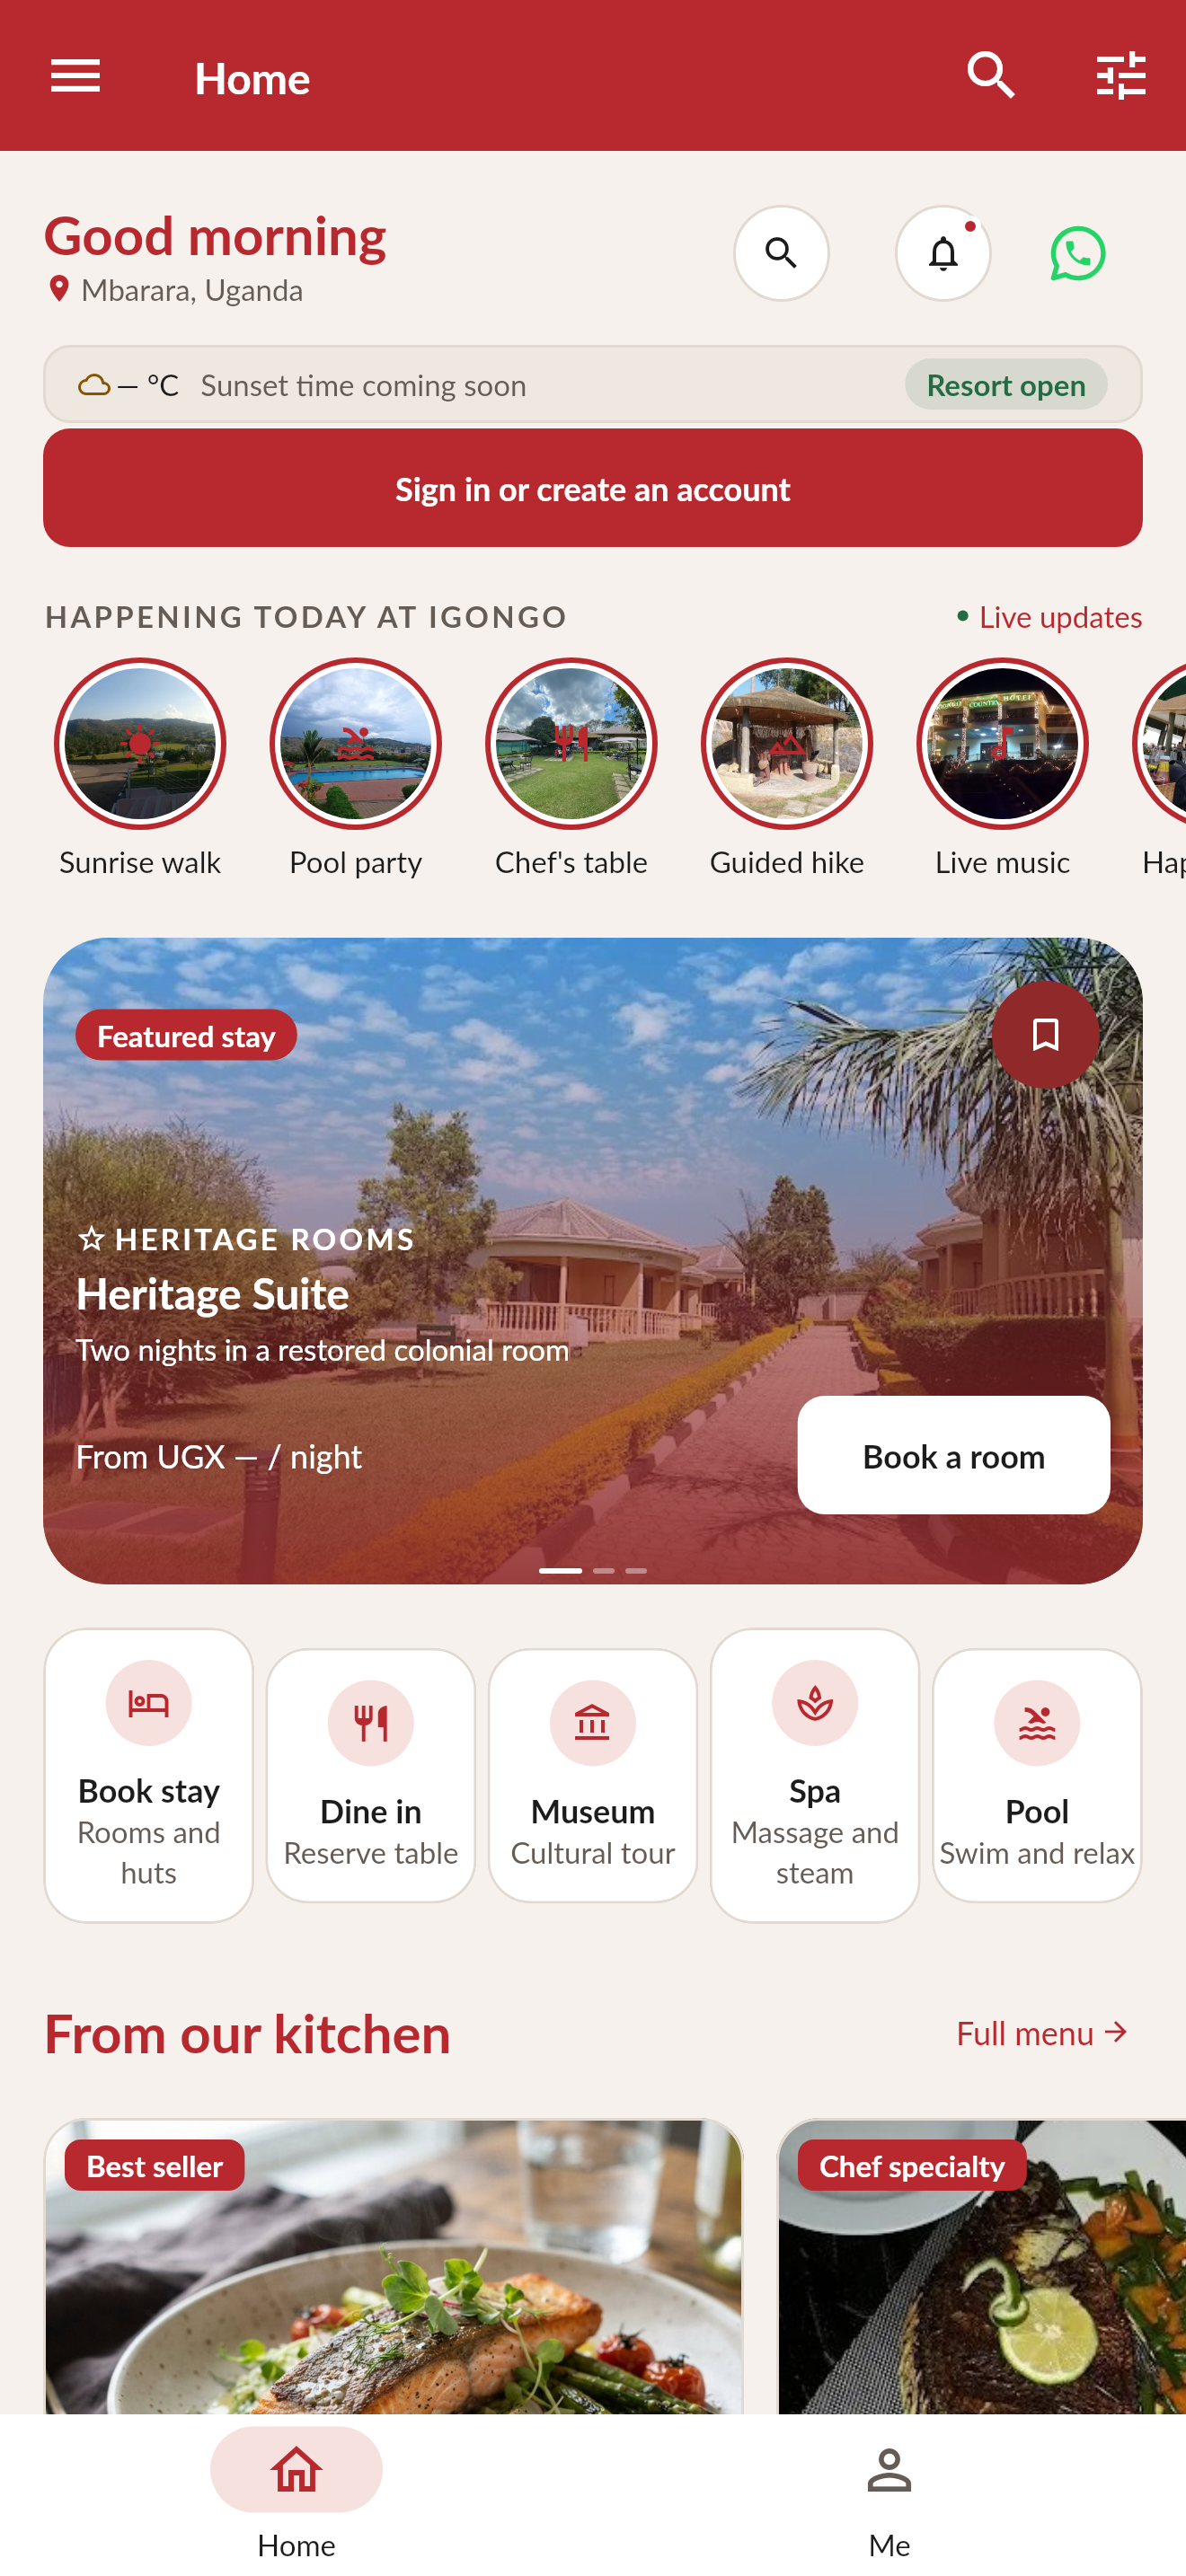 Home
Good morning
Mbarara, Uganda
— °C Sunset time coming soon
Resort open
Sign in or create an account
HAPPENING TODAY AT IGONGO
Live updates
Sunrise walk
Pool party
Chef's table
Guided hike
Live music
Hap
Featured stay
HERITAGE ROOMS
Heritage Suite
Two nights in a restored colonial room
From UGX — / night
Book a room
Book stay
Rooms and
huts
Dine in
Reserve table
Museum
Cultural tour
Spa
Massage and
steam
Pool
Swim and relax
From our kitchen
Full menu →
Best seller
Chef specialty
Home
Me